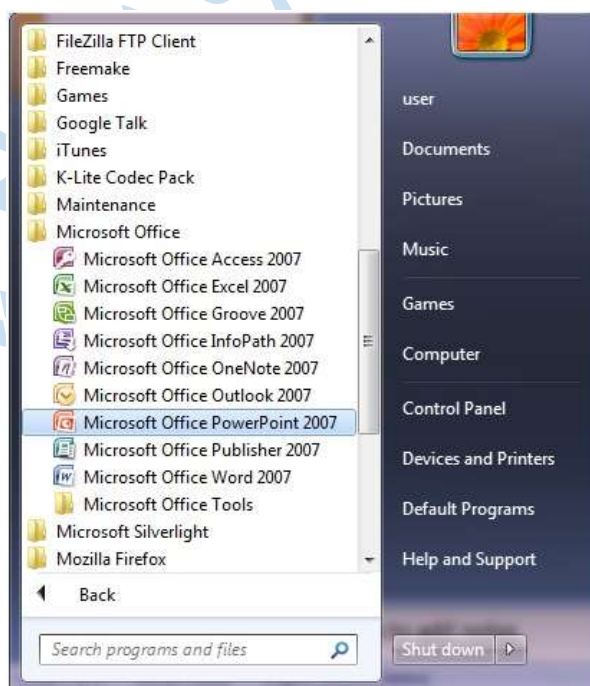 FileZilla FTP Client
Freemake
Games
Google Talk
iTunes
K-Lite Codec Pack
Maintenance
Microsoft Office
Microsoft Office Access 2007
Microsoft Office Excel 2007
Microsoft Office Groove 2007
Microsoft Office InfoPath 2007
Microsoft Office OneNote 2007
Microsoft Office Outlook 2007
Microsoft Office PowerPoint 2007
Microsoft Office Publisher 2007
Microsoft Office Word 2007
Microsoft Office Tools
Microsoft Silverlight
Mozilla Firefox
Back
Search programs and files
user
Documents
Pictures
Music
Games
Computer
Control Panel
Devices and Printers
Default Programs
Help and Support
Shut down